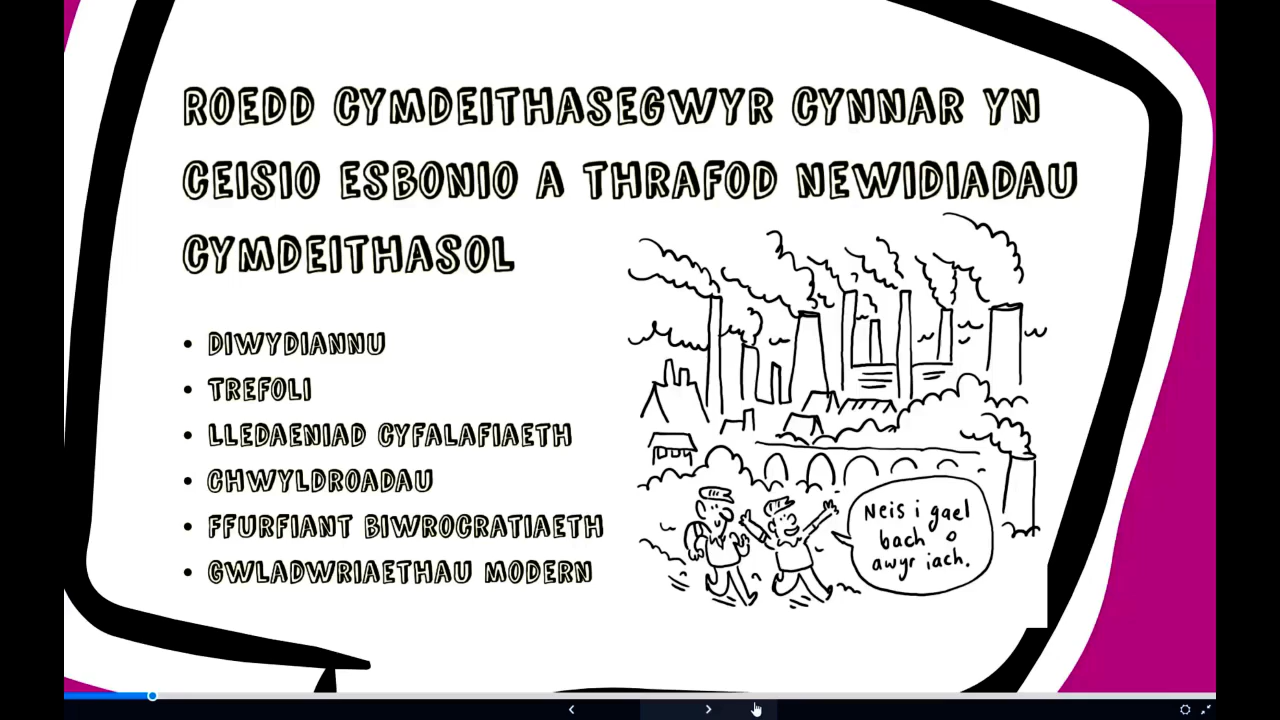 ROEDD CYMDEITHASEGWYR CYNNAR YN
CEISIO ESBONIO A THRAFOD NEWIDIADAU
CYMDEITHASOL
• DIWYDIANNU
• TREFOLI
• LLEDAENIAD CYFALAFIAETH
• CHWYLDROADAU
• FFURFIANT BIWROCRATIAETH
• GWLADWRIAETHAU MODERN
Neis i gael
bach o
awyr iach.